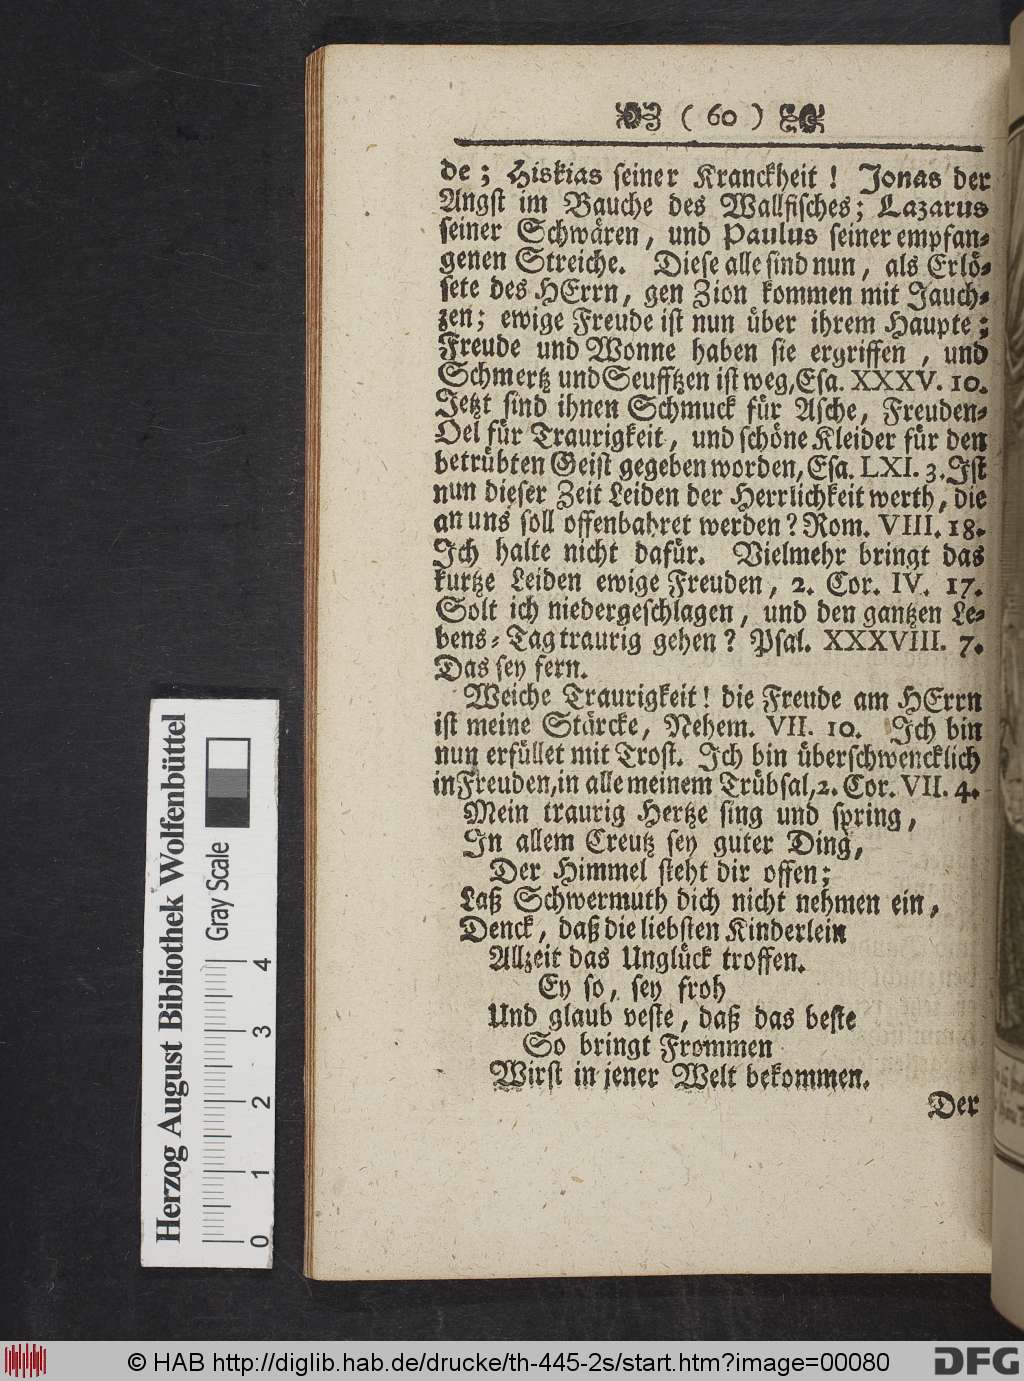 ( 60 )
de; Hiskias seiner Kranckheit! Jonas der
Angst im Bauche des Wallfisches; Lazarus
seiner Schwären, und Paulus seiner empfan-
genen Streiche. Diese alle sind nun, als Erlö-
sete des HErrn, gen Zion kommen mit Jauch-
zen; ewige Freude ist nun über ihrem Haupte;
Freude und Wonne haben sie ergriffen, und
Schmertz und Seufftzen ist weg, Esa. XXXV. 10.
Jetzt sind ihnen Schmuck für Asche, Freuden-
Oel für Traurigkeit, und schöne Kleider für den
betrübten Geist gegeben worden, Esa. LXI. 3. Ist
nun dieser Zeit Leiden der Herrlichkeit werth, die
an uns soll offenbahret werden? Rom. VIII. 18.
Ich halte nicht dafür. Vielmehr bringt das
kurtze Leiden ewige Freuden, 2. Cor. IV. 17.
Solt ich niedergeschlagen, und den gantzen Le-
bens-Tag traurig gehen? Psal. XXXVIII. 7.
Das sey fern.
Weiche Traurigkeit! die Freude am HErrn
ist meine Stärcke, Nehem. VII. 10. Ich bin
nun erfüllet mit Trost. Ich bin überschwencklich
in Freuden, in alle meinem Trübsal, 2. Cor. VII. 4.
Mein traurig Hertze sing und spring,
In allem Creutz sey guter Ding,
Der Himmel steht dir offen;
Laß Schwermuth dich nicht nehmen ein,
Denck, daß die liebsten Kinderlein
Allzeit das Unglück troffen.
Ey so, sey froh
Und glaub veste, daß das beste
So bringt Frommen
Wirst in jener Welt bekommen.
Der
Herzog August Bibliothek Wolfenbüttel
Gray Scale
0 1 2 3 4
© HAB http://diglib.hab.de/drucke/th-445-2s/start.htm?image=00080
DFG